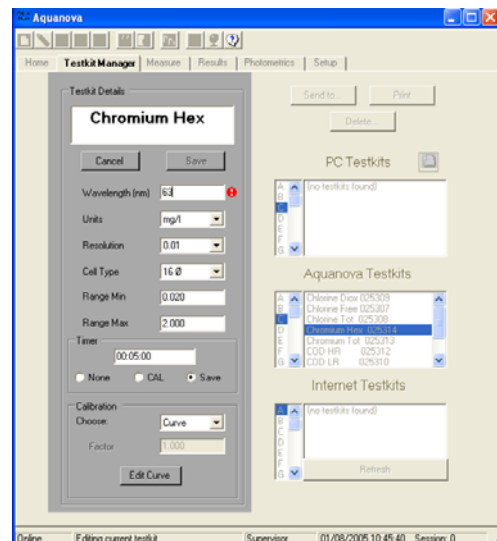 Aquanova
Home Testkit Manager Measure Results Photometrics Setup
Testkit Details
Chromium Hex
Cancel Save
Wavelength (nm) 63
Units mg/l
Resolution 0.01
Cell Type 16 Ø
Range Min 0.020
Range Max 2.000
Timer
00:05:00
None CAL Save
Calibration
Choose: Curve
Factor 1.000
Edit Curve
Send to... Print
Delete...
PC Testkits
A
B
C
D
E
F
G
(no testkits found)
Aquanova Testkits
A
B
C
D
E
F
G
Chlorine Diox 025309
Chlorine Free 025307
Chlorine Tot 025308
Chromium Hex 025314
Chromium Tot 025313
COD HR 025312
COD LR 025310
Internet Testkits
A
B
C
D
E
F
G
(no testkits found)
Refresh
Online Editing current testkit Supervisor 01/08/2005 10:45:40 Session: 0